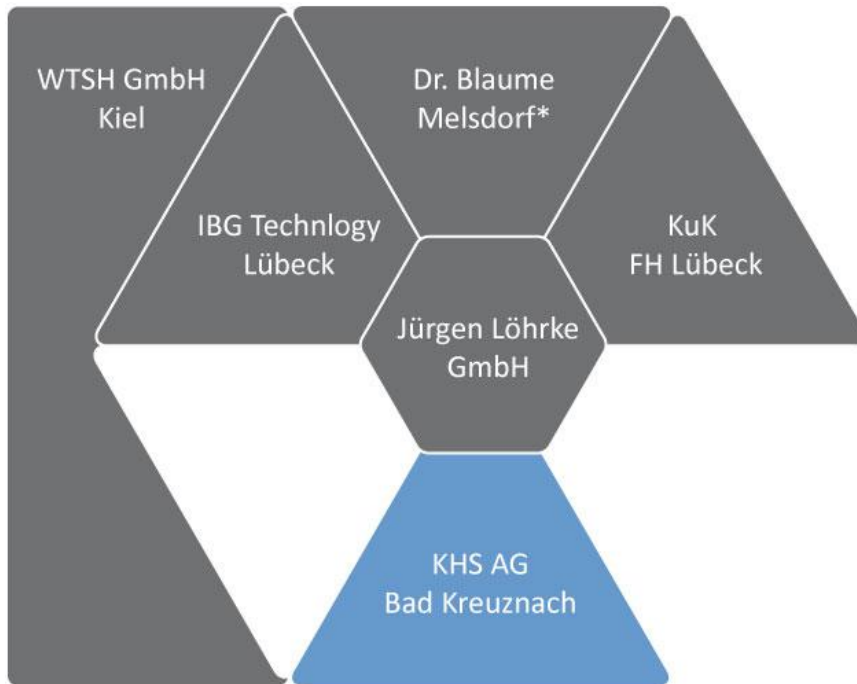 WTSH GmbH
Kiel
Dr. Blaume
Melsdorf*
IBG Technlogy
Lübeck
KuK
FH Lübeck
Jürgen Löhrke
GmbH
KHS AG
Bad Kreuznach